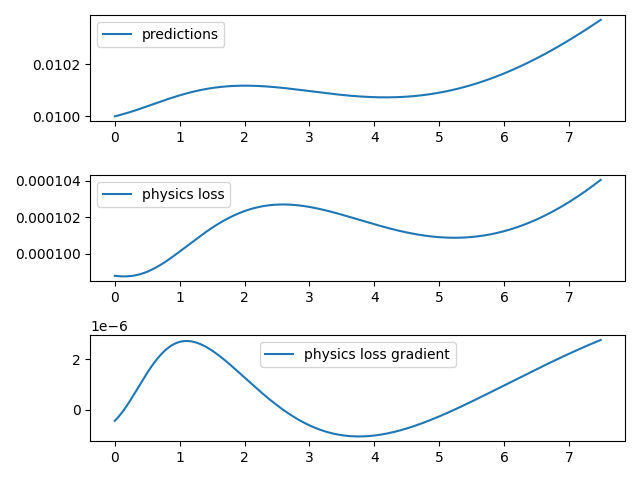 predictions
0.0102
0.0100
0 1 2 3 4 5 6 7
0.000104
physics loss
0.000102
0.000100
0 1 2 3 4 5 6 7
1e−6
physics loss gradient
2
0
0 1 2 3 4 5 6 7